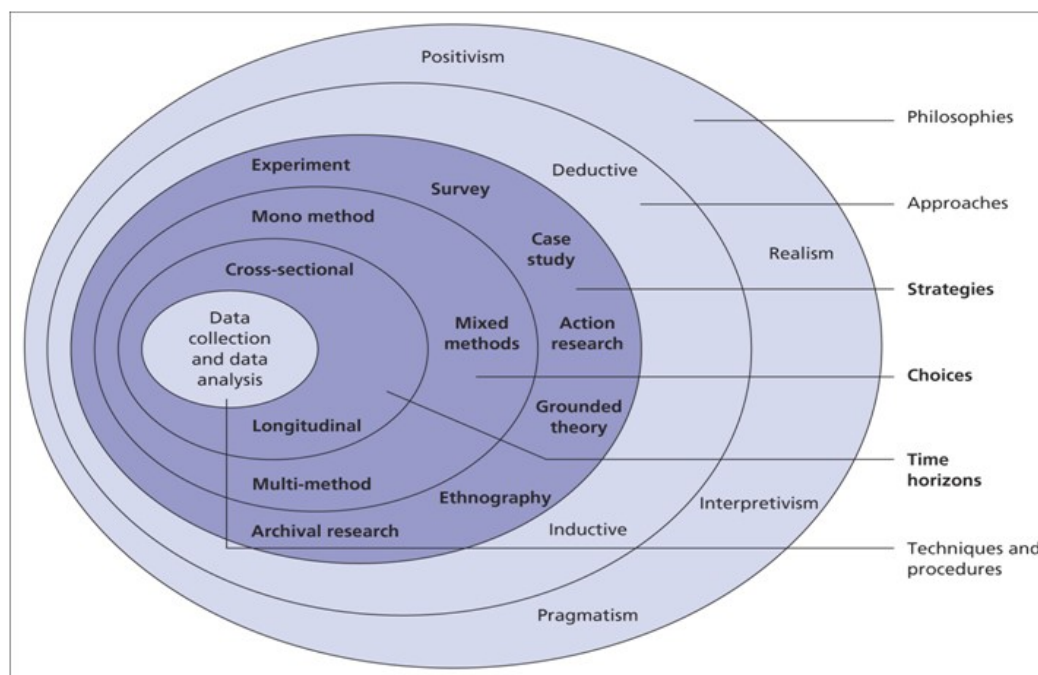 Positivism
Philosophies
Experiment
Survey
Deductive
Approaches
Mono method
Case
study
Realism
Cross-sectional
Strategies
Data
collection
and data
analysis
Mixed
methods
Action
research
Choices
Longitudinal
Grounded
theory
Time
horizons
Multi-method
Ethnography
Interpretivism
Archival research
Inductive
Techniques and
procedures
Pragmatism